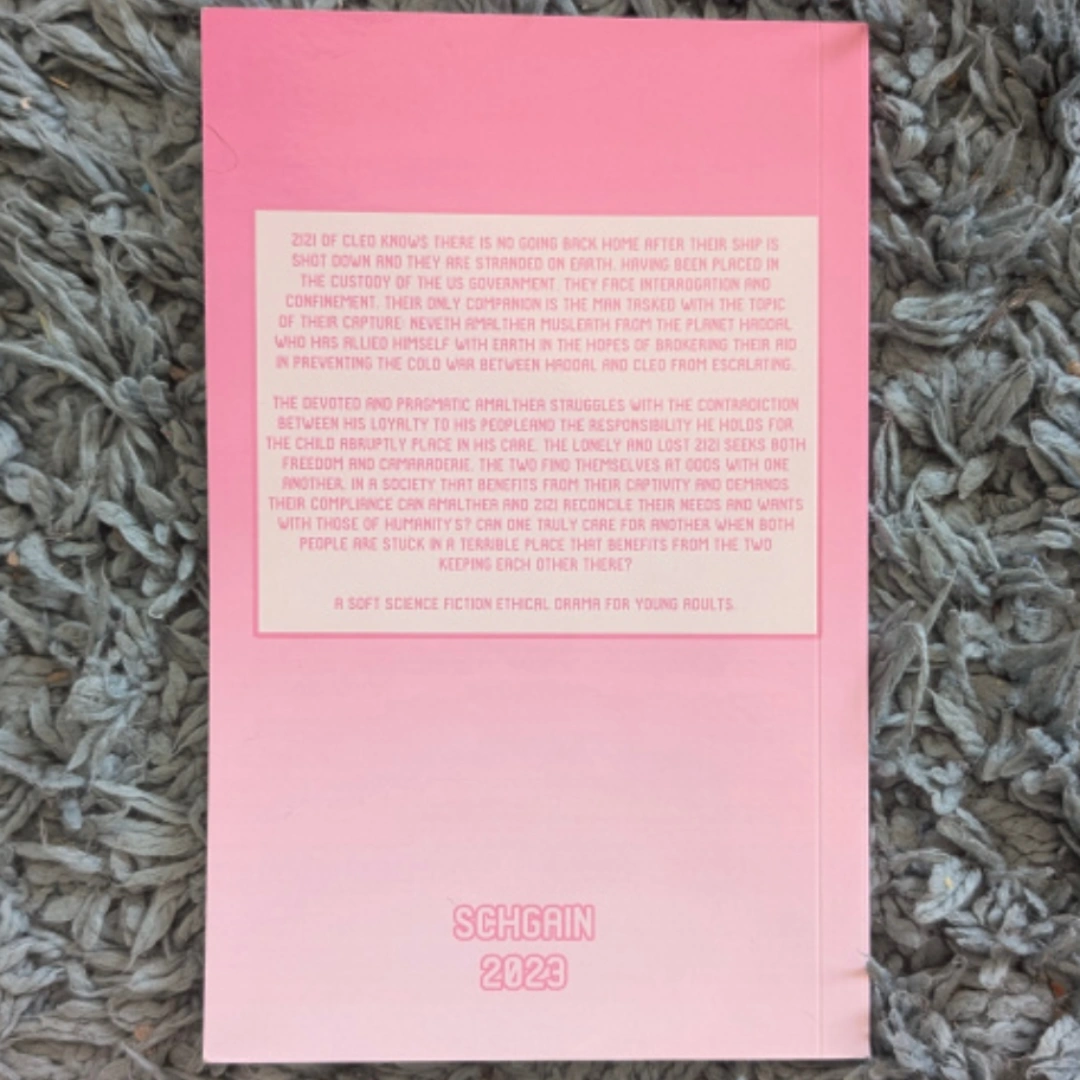 ZIZI OF CLEO KNOWS THERE IS NO GOING BACK HOME AFTER THEIR SHIP IS
SHOT DOWN AND THEY ARE STRANDED ON EARTH. HAVING BEEN PLACED IN
THE CUSTODY OF THE US GOVERNMENT, THEY FACE INTERROGATION AND
CONFINEMENT. THEIR ONLY COMPANION IS THE MAN TASKED WITH THE TOPIC
OF THEIR CAPTURE: NEVETH AMALTHEA MUSLEATH FROM THE PLANET HADDAL
WHO HAS ALLIED HIMSELF WITH EARTH IN THE HOPES OF BROKERING THEIR AID
IN PREVENTING THE COLD WAR BETWEEN HADDAL AND CLEO FROM ESCALATING.
THE DEVOTED AND PRAGMATIC AMALTHEA STRUGGLES WITH THE CONTRADICTION
BETWEEN HIS LOYALTY TO HIS PEOPLEAND THE RESPONSIBILITY HE HOLDS FOR
THE CHILD ABRUPTLY PLACE IN HIS CARE. THE LONELY AND LOST ZIZI SEEKS BOTH
FREEDOM AND CAMARADERIE. THE TWO FIND THEMSELVES AT ODDS WITH ONE
ANOTHER. IN A SOCIETY THAT BENEFITS FROM THEIR CAPTIVITY AND DEMANDS
THEIR COMPLIANCE CAN AMALTHEA AND ZIZI RECONCILE THEIR NEEDS AND WANTS
WITH THOSE OF HUMANITY'S? CAN ONE TRULY CARE FOR ANOTHER WHEN BOTH
PEOPLE ARE STUCK IN A TERRIBLE PLACE THAT BENEFITS FROM THE TWO
KEEPING EACH OTHER THERE?
A SOFT SCIENCE FICTION ETHICAL DRAMA FOR YOUNG ADULTS.
SCHGAIN
2023